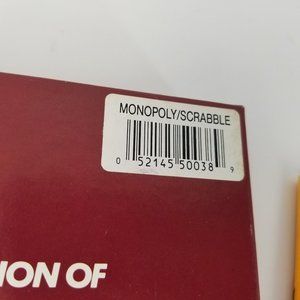 MONOPOLY/SCRABBLE
0 52145 50038 9
ION OF